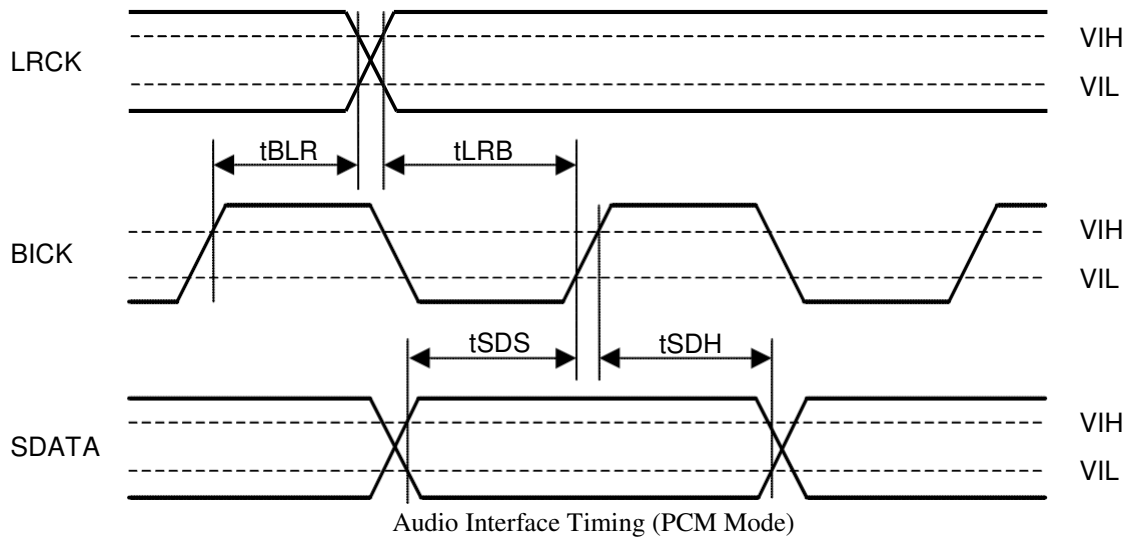 LRCK
VIH
VIL
tBLR
tLRB
BICK
VIH
VIL
tSDS
tSDH
SDATA
VIH
VIL
Audio Interface Timing (PCM Mode)